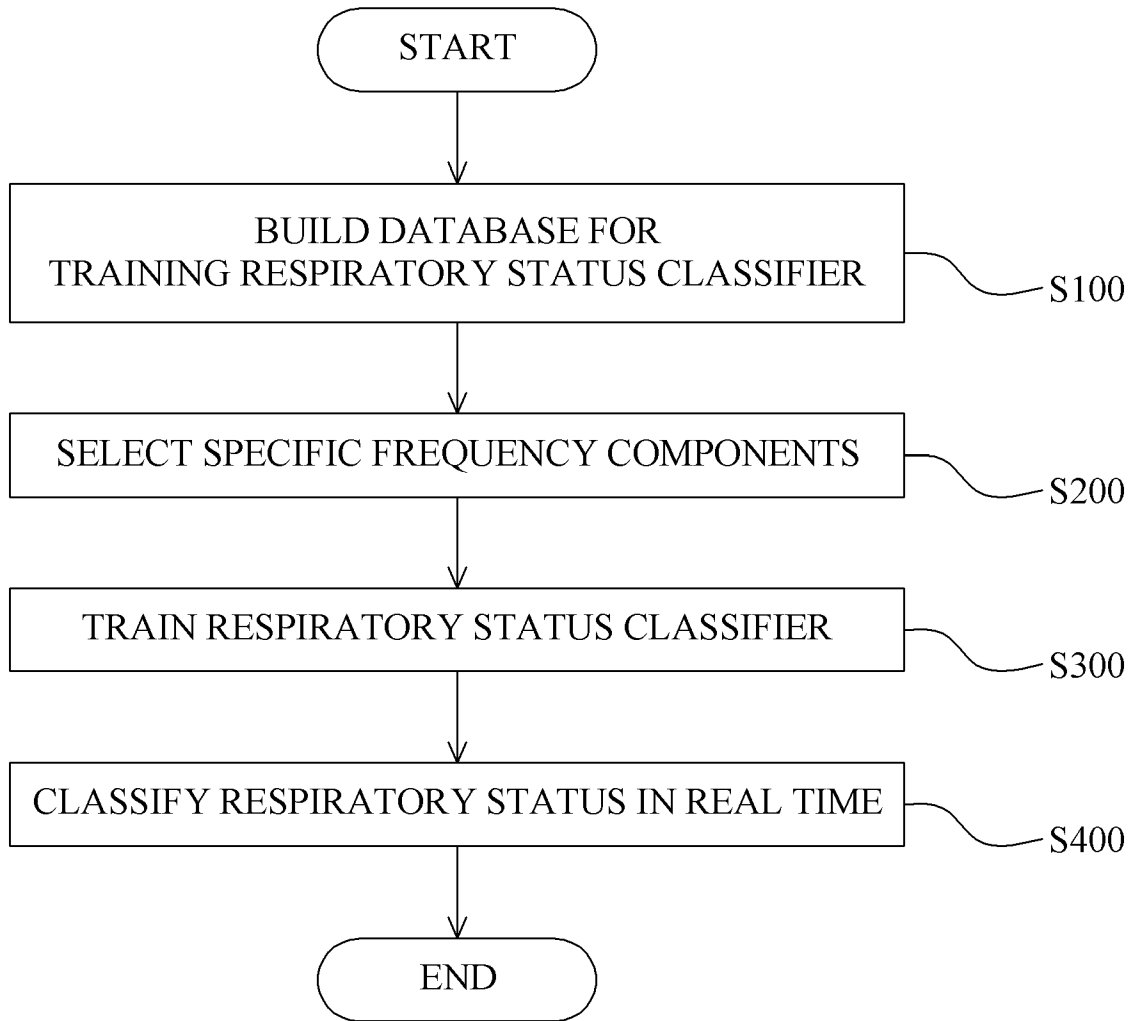 START
BUILD DATABASE FOR
TRAINING RESPIRATORY STATUS CLASSIFIER
S100
SELECT SPECIFIC FREQUENCY COMPONENTS
S200
TRAIN RESPIRATORY STATUS CLASSIFIER
S300
CLASSIFY RESPIRATORY STATUS IN REAL TIME
S400
END